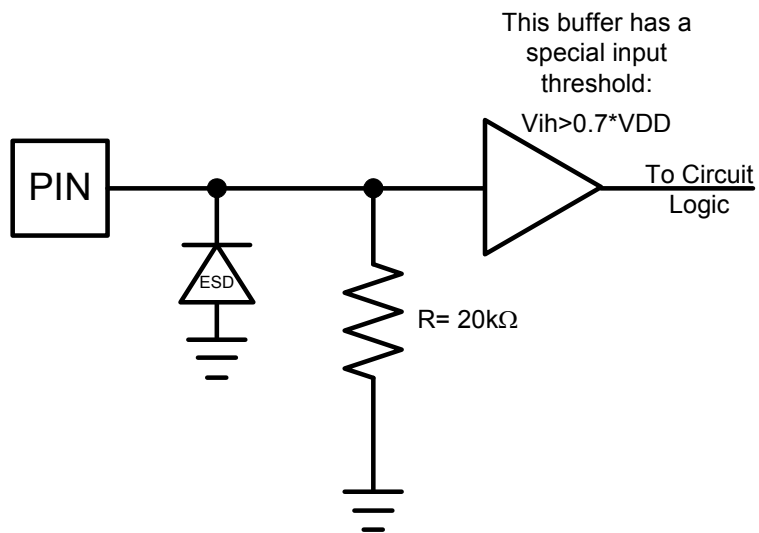 This buffer has a
special input
threshold:
Vih>0.7*VDD
PIN
To Circuit
Logic
ESD
R= 20kΩ